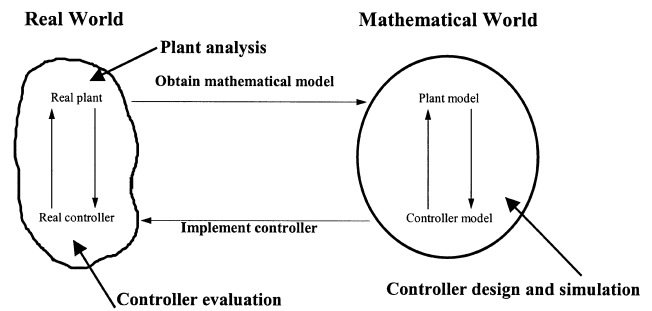 Real World
Mathematical World
Plant analysis
Obtain mathematical model
Real plant
Plant model
Real controller
Controller model
Implement controller
Controller evaluation
Controller design and simulation